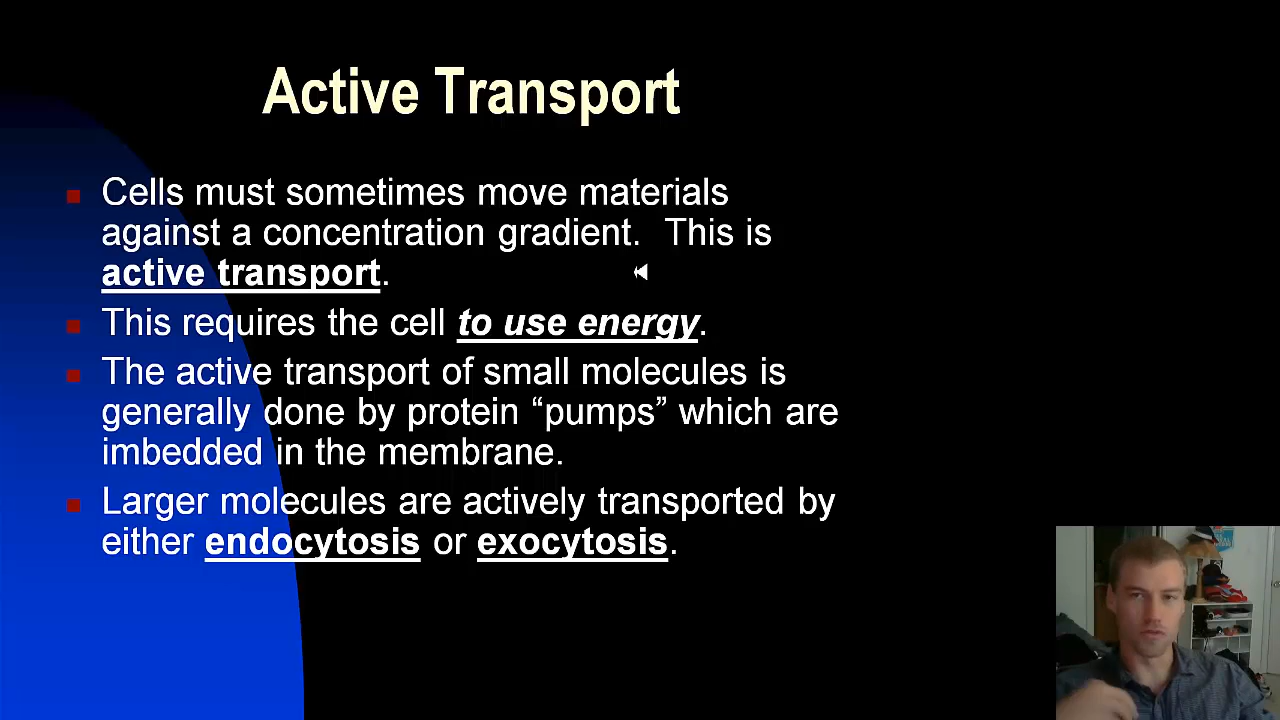 Active Transport
Cells must sometimes move materials
against a concentration gradient.  This is
active transport.
This requires the cell to use energy.
The active transport of small molecules is
generally done by protein “pumps” which are
imbedded in the membrane.
Larger molecules are actively transported by
either endocytosis or exocytosis.